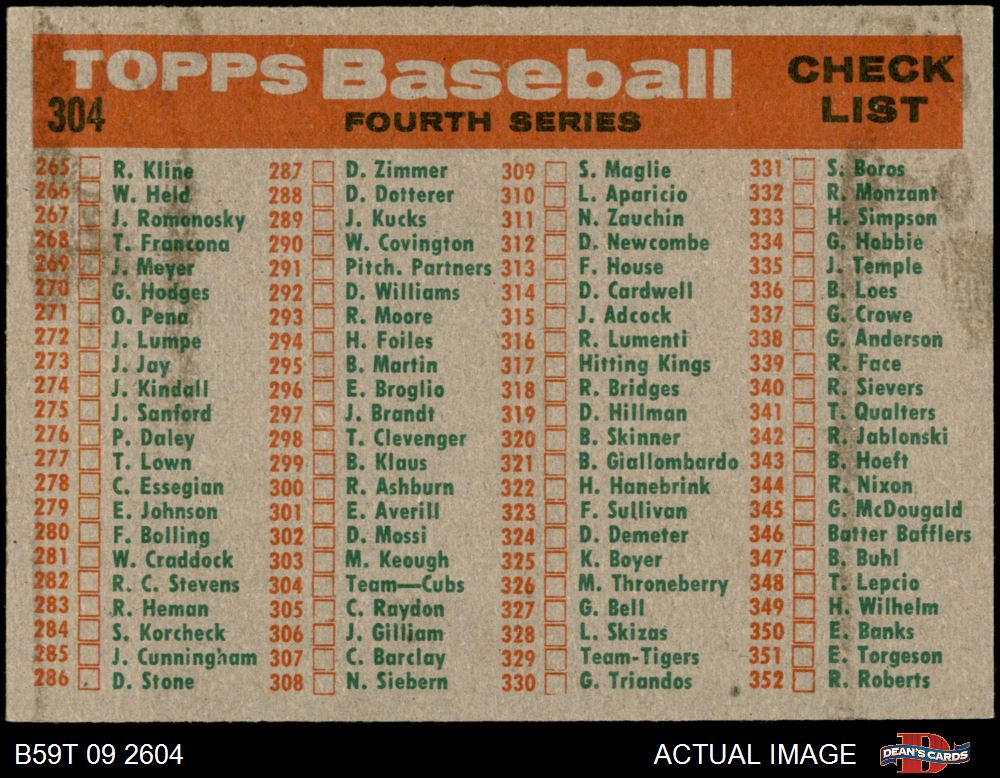 TOPPS Baseball
CHECK
LIST
304
FOURTH SERIES
265 R. Kline
266 W. Held
267 J. Romonosky
268 T. Francona
269 J. Meyer
270 G. Hodges
271 O. Pena
272 J. Lumpe
273 J. Jay
274 J. Kindall
275 J. Sanford
276 P. Daley
277 T. Lown
278 C. Essegian
279 E. Johnson
280 F. Bolling
281 W. Craddock
282 R. C. Stevens
283 R. Heman
284 S. Korcheck
285 J. Cunningham
286 D. Stone
287 D. Zimmer
288 D. Dotterer
289 J. Kucks
290 W. Covington
291 Pitch. Partners
292 D. Williams
293 R. Moore
294 H. Foiles
295 B. Martin
296 E. Broglio
297 J. Brandt
298 T. Clevenger
299 B. Klaus
300 R. Ashburn
301 E. Averill
302 D. Mossi
303 M. Keough
304 Team—Cubs
305 C. Raydon
306 J. Gilliam
307 C. Barclay
308 N. Siebern
309 S. Maglie
310 L. Aparicio
311 N. Zauchin
312 D. Newcombe
313 F. House
314 D. Cardwell
315 J. Adcock
316 R. Lumenti
317 Hitting Kings
318 R. Bridges
319 D. Hillman
320 B. Skinner
321 B. Giallombardo
322 H. Hanebrink
323 F. Sullivan
324 D. Demeter
325 K. Boyer
326 M. Throneberry
327 G. Bell
328 L. Skizas
329 Team-Tigers
330 G. Triandos
331 S. Boros
332 R. Monzant
333 H. Simpson
334 G. Hobbie
335 J. Temple
336 B. Loes
337 G. Crowe
338 G. Anderson
339 R. Face
340 R. Sievers
341 T. Qualters
342 R. Jablonski
343 B. Hoeft
344 R. Nixon
345 G. McDougald
346 Batter Bafflers
347 B. Buhl
348 T. Lepcio
349 H. Wilhelm
350 E. Banks
351 E. Torgeson
352 R. Roberts
B59T 09 2604
ACTUAL IMAGE
D
DEAN'S CARDS